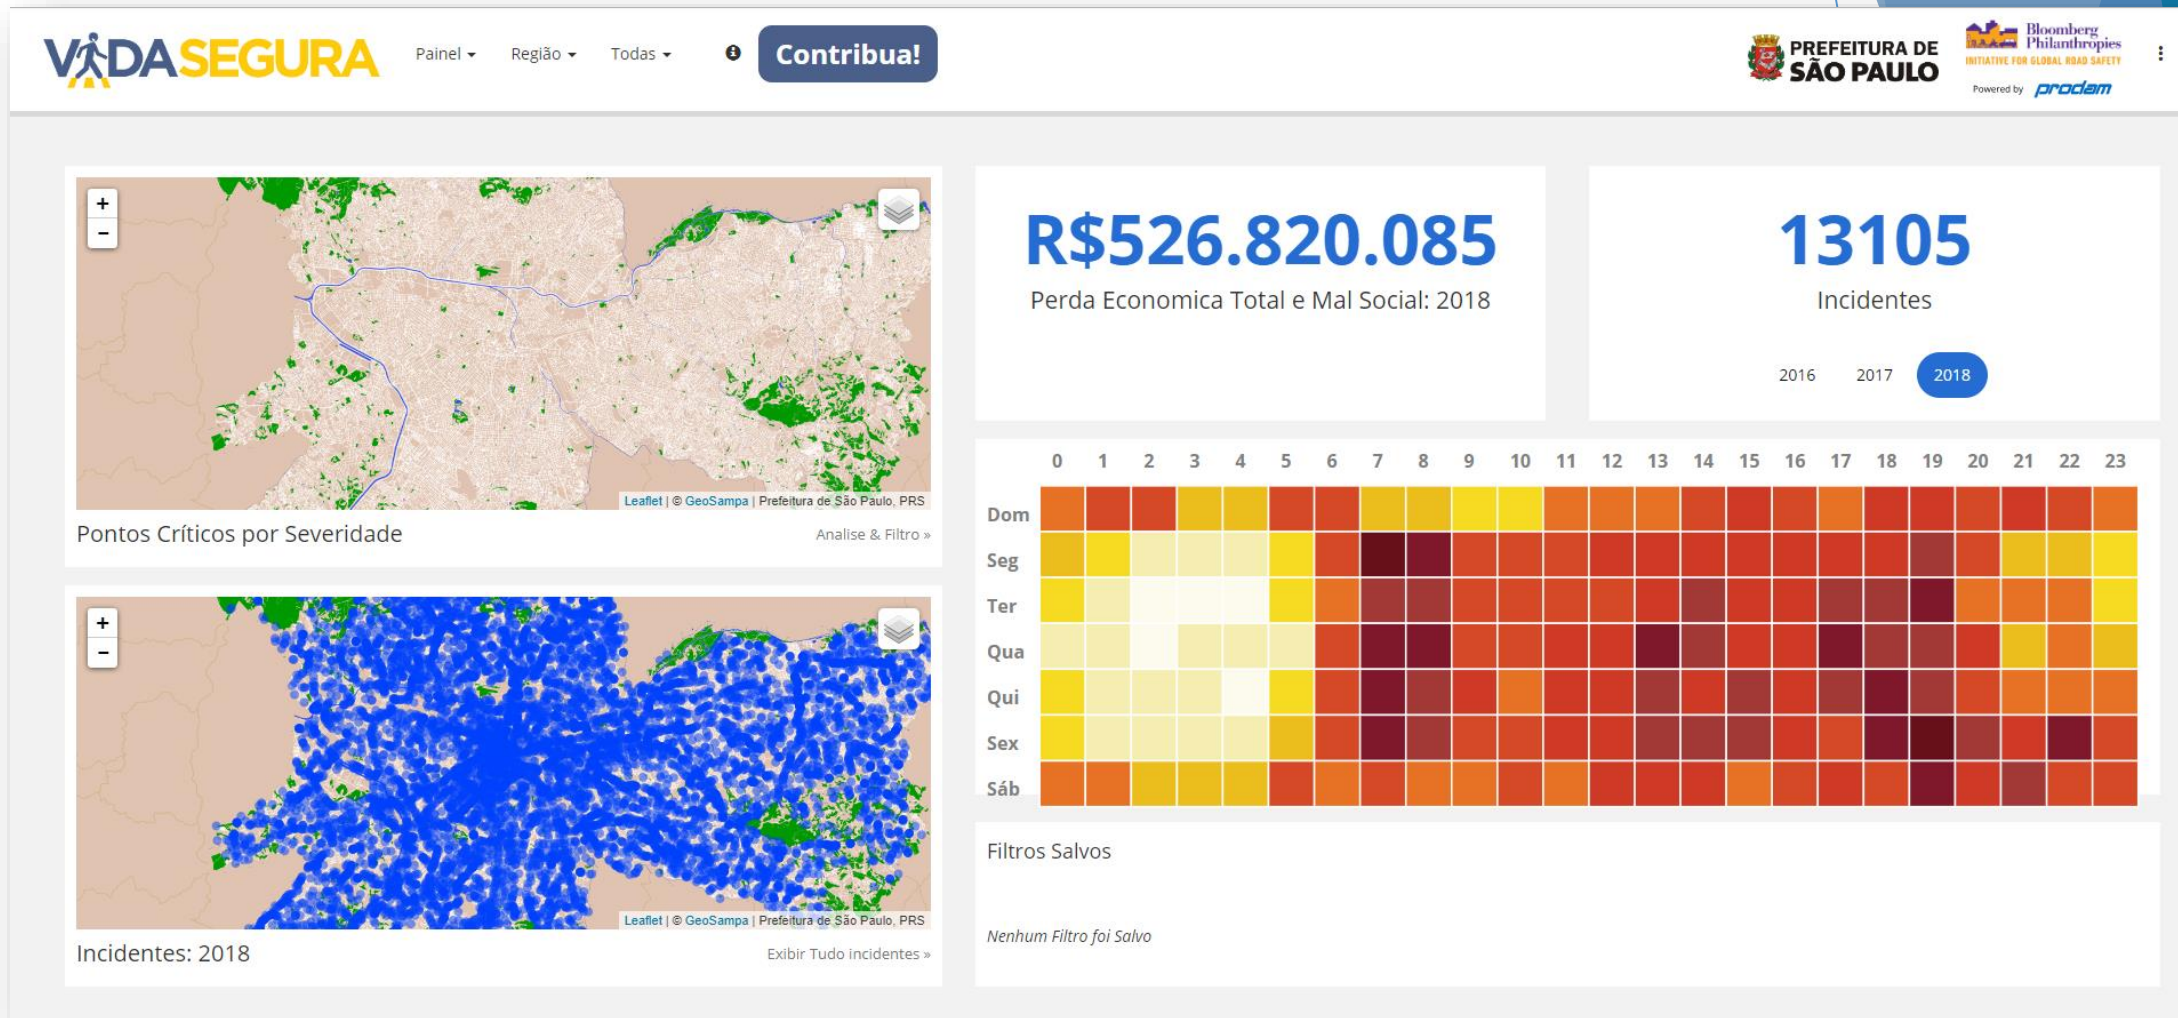 VIDASEGURA
Painel
Região
Todas
Contribua!
PREFEITURA DE
SÃO PAULO
Bloomberg
Philanthropies
INITIATIVE FOR GLOBAL ROAD SAFETY
Powered by prodam
+
−
Leaflet | © GeoSampa | Prefeitura de São Paulo, PRS
Pontos Críticos por Severidade
Analise & Filtro »
+
−
Leaflet | © GeoSampa | Prefeitura de São Paulo, PRS
Incidentes: 2018
Exibir Tudo incidentes »
R$526.820.085
Perda Economica Total e Mal Social: 2018
13105
Incidentes
2016 2017 2018
0 1 2 3 4 5 6 7 8 9 10 11 12 13 14 15 16 17 18 19 20 21 22 23
Dom
Seg
Ter
Qua
Qui
Sex
Sáb
Filtros Salvos
Nenhum Filtro foi Salvo